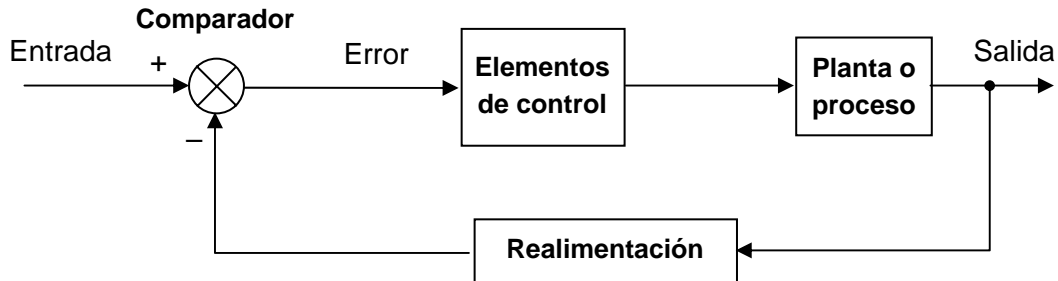 Comparador
Entrada
+
Error
Elementos
de control
Planta o
proceso
Salida
–
Realimentación